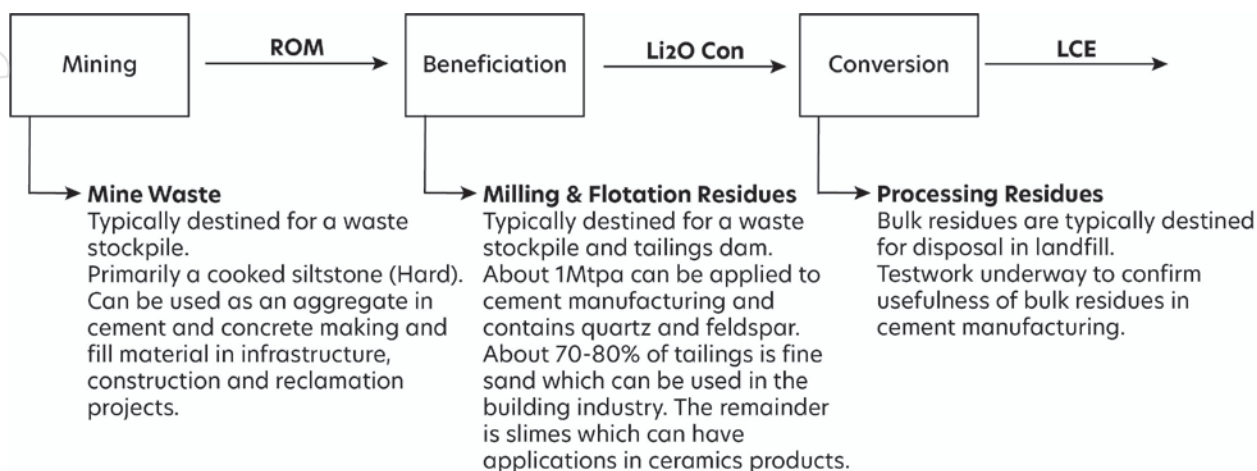 Mining
ROM
Beneficiation
Li2O Con
Conversion
LCE
Mine Waste
Typically destined for a waste
stockpile.
Primarily a cooked siltstone (Hard).
Can be used as an aggregate in
cement and concrete making and
fill material in infrastructure,
construction and reclamation
projects.
Milling & Flotation Residues
Typically destined for a waste
stockpile and tailings dam.
About 1Mtpa can be applied to
cement manufacturing and
contains quartz and feldspar.
About 70-80% of tailings is fine
sand which can be used in the
building industry. The remainder
is slimes which can have
applications in ceramics products.
Processing Residues
Bulk residues are typically destined
for disposal in landfill.
Testwork underway to confirm
usefulness of bulk residues in
cement manufacturing.